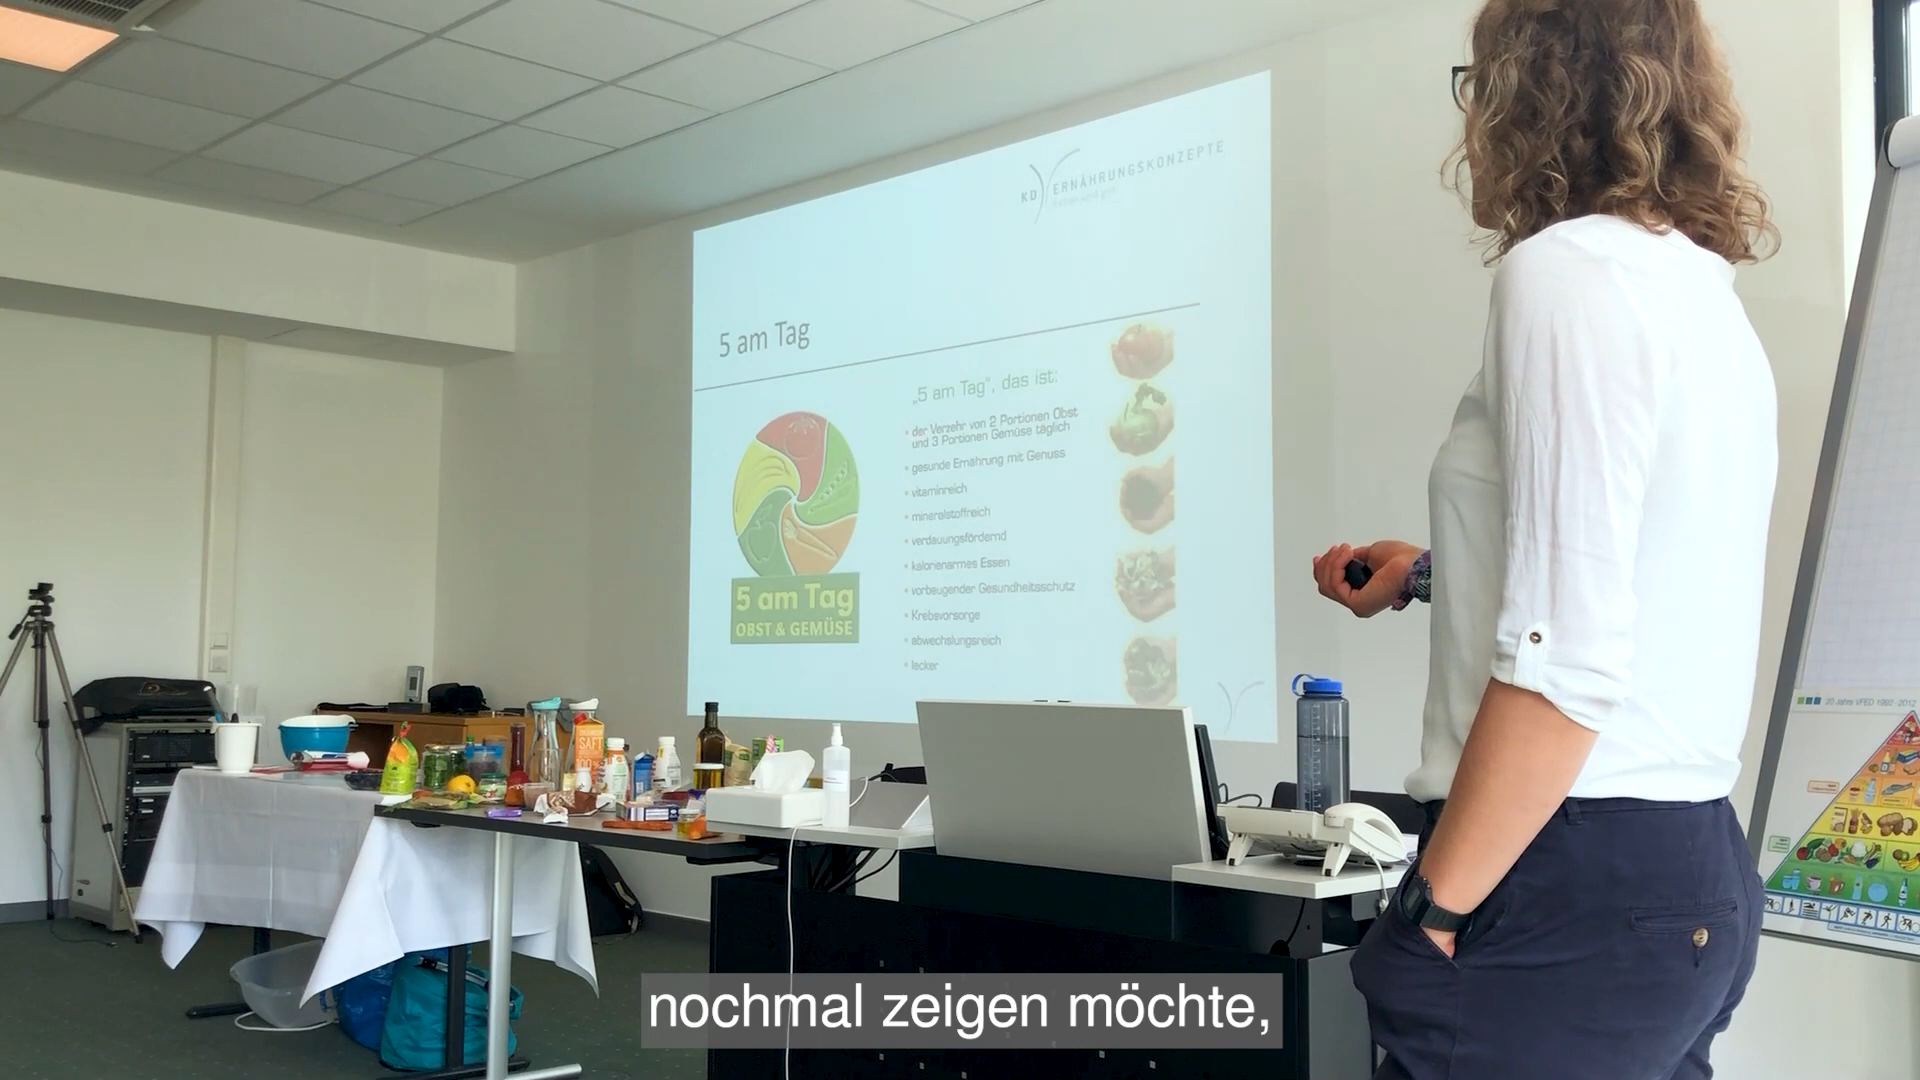 KD ERNÄHRUNGSKONZEPTE
5 am Tag
„5 am Tag“, das ist:
• der Verzehr von 2 Portionen Obst
und 3 Portionen Gemüse täglich
• gesunde Ernährung mit Genuss
• vitaminreich
• mineralstoffreich
• verdauungsfördernd
• kalorienarmes Essen
• vorbeugender Gesundheitsschutz
• Krebsvorsorge
• abwechslungsreich
• lecker
5 am Tag
OBST & GEMÜSE
SAFT
20 Jahre VFED 1992 - 2012
nochmal zeigen möchte,